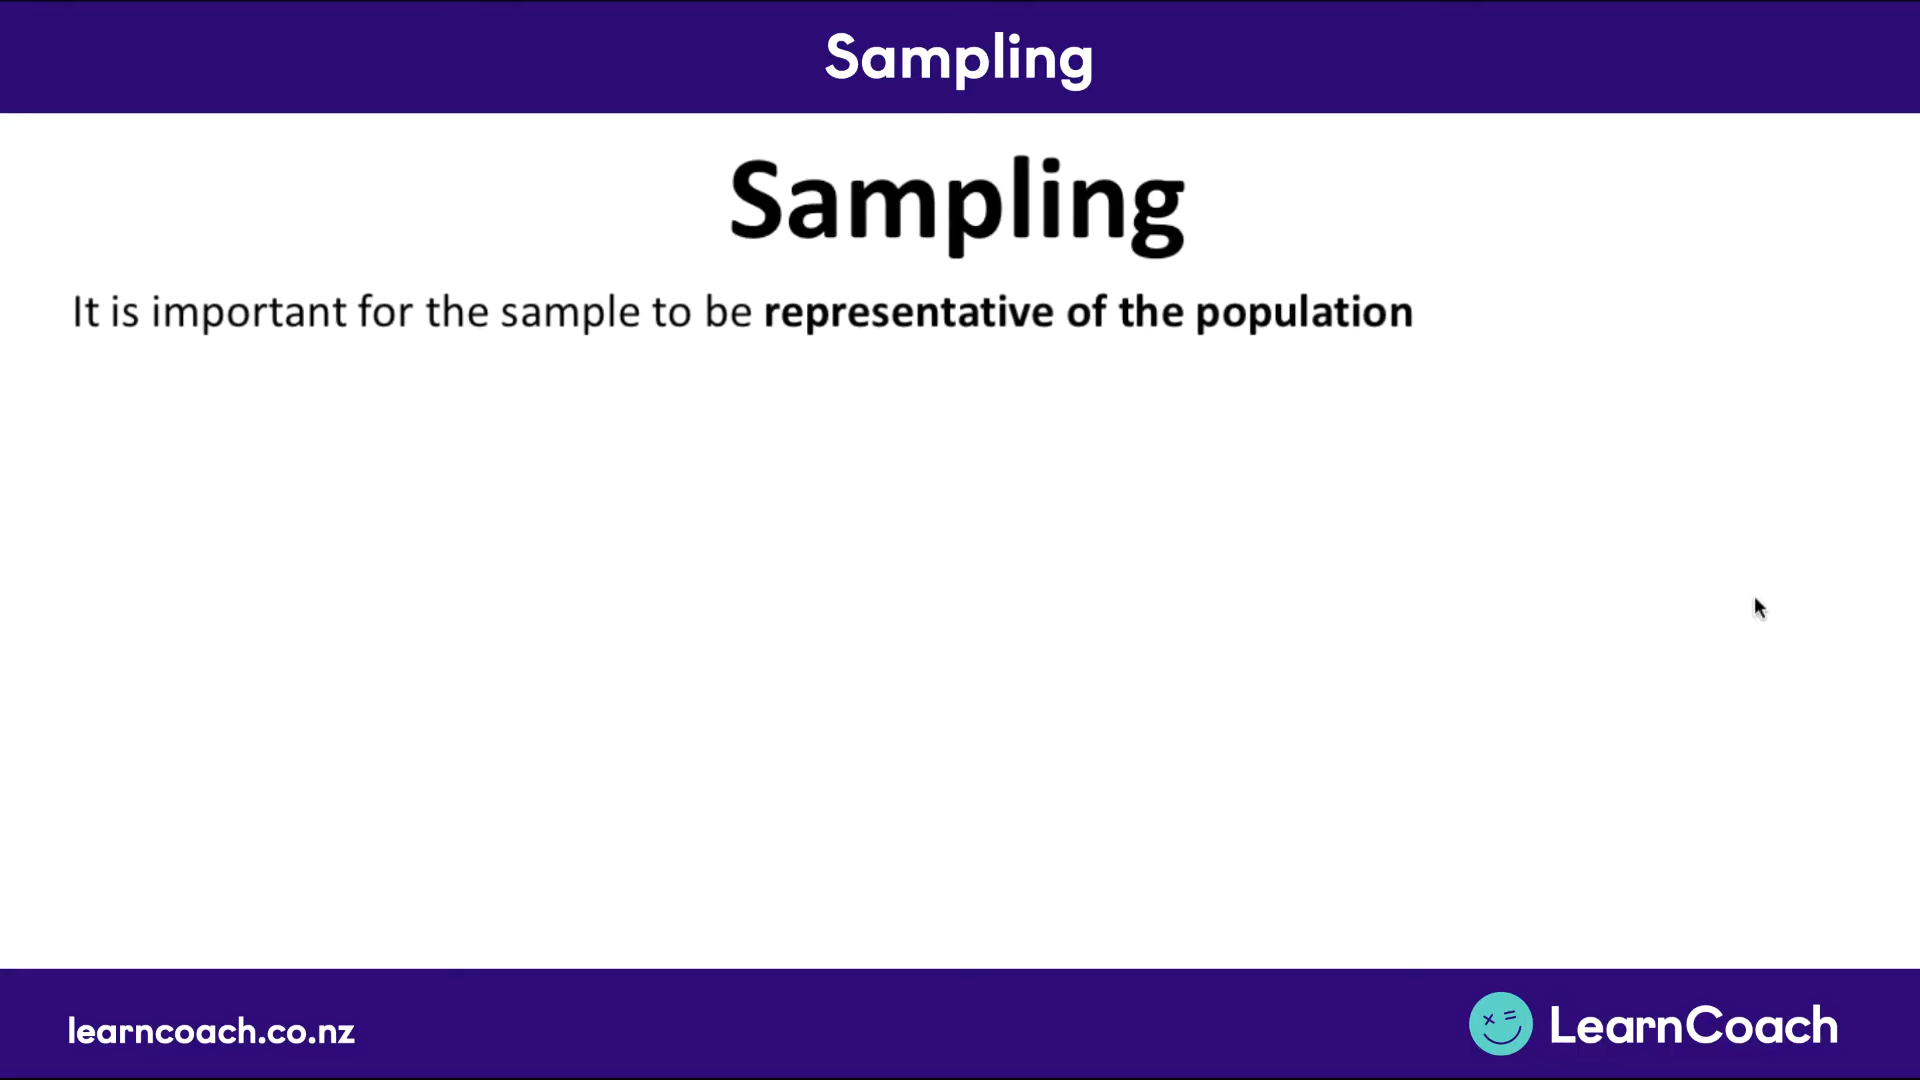 Sampling
Sampling
It is important for the sample to be representative of the population
learncoach.co.nz
LearnCoach